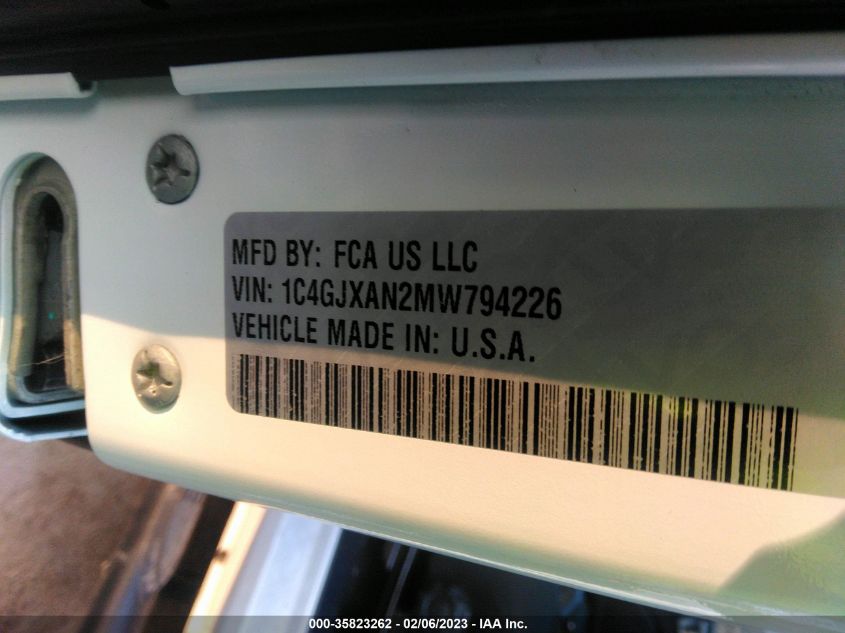 MFD BY: FCA US LLC
VIN: 1C4GJXAN2MW794226
VEHICLE MADE IN: U.S.A.
000-35823262 - 02/06/2023 - IAA Inc.